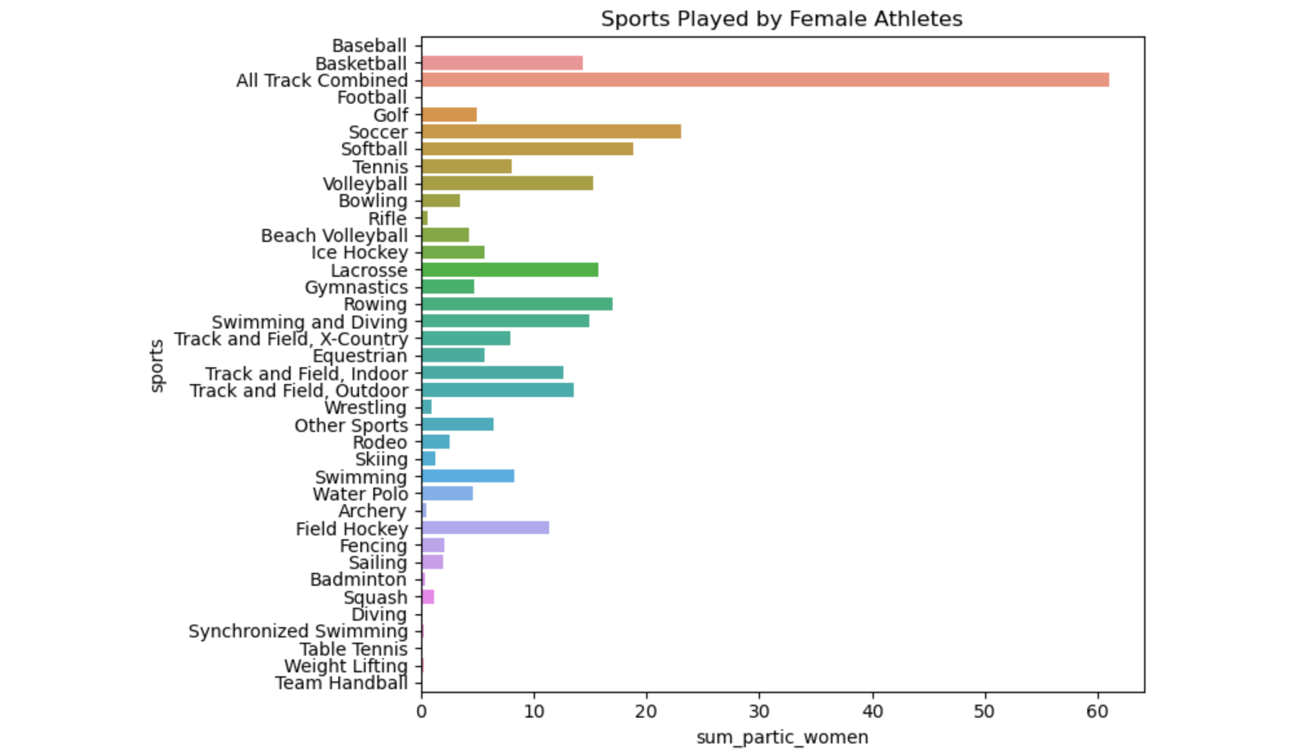 Sports Played by Female Athletes
Baseball
Basketball
All Track Combined
Football
Golf
Soccer
Softball
Tennis
Volleyball
Bowling
Rifle
Beach Volleyball
Ice Hockey
Lacrosse
Gymnastics
Rowing
Swimming and Diving
Track and Field, X-Country
Equestrian
Track and Field, Indoor
Track and Field, Outdoor
Wrestling
Other Sports
Rodeo
Skiing
Swimming
Water Polo
Archery
Field Hockey
Fencing
Sailing
Badminton
Squash
Diving
Synchronized Swimming
Table Tennis
Weight Lifting
Team Handball
sports
0 10 20 30 40 50 60
sum_partic_women